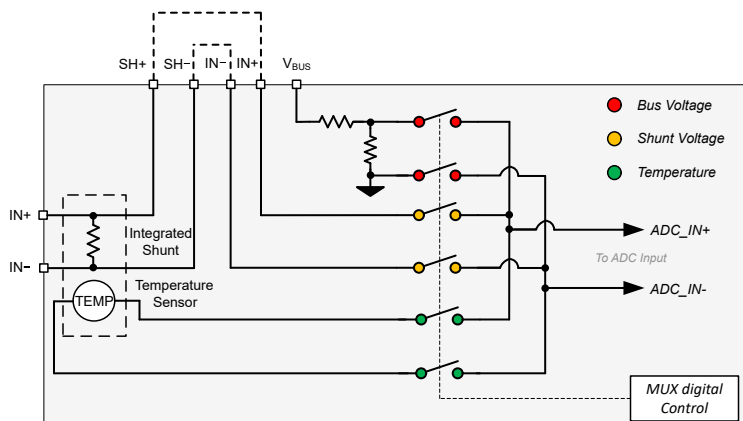 SH+ SH− IN− IN+ VBUS
Bus Voltage
Shunt Voltage
Temperature
IN+
Integrated
Shunt
ADC_IN+
To ADC Input
IN−
Temperature
Sensor
TEMP
ADC_IN-
MUX digital
Control